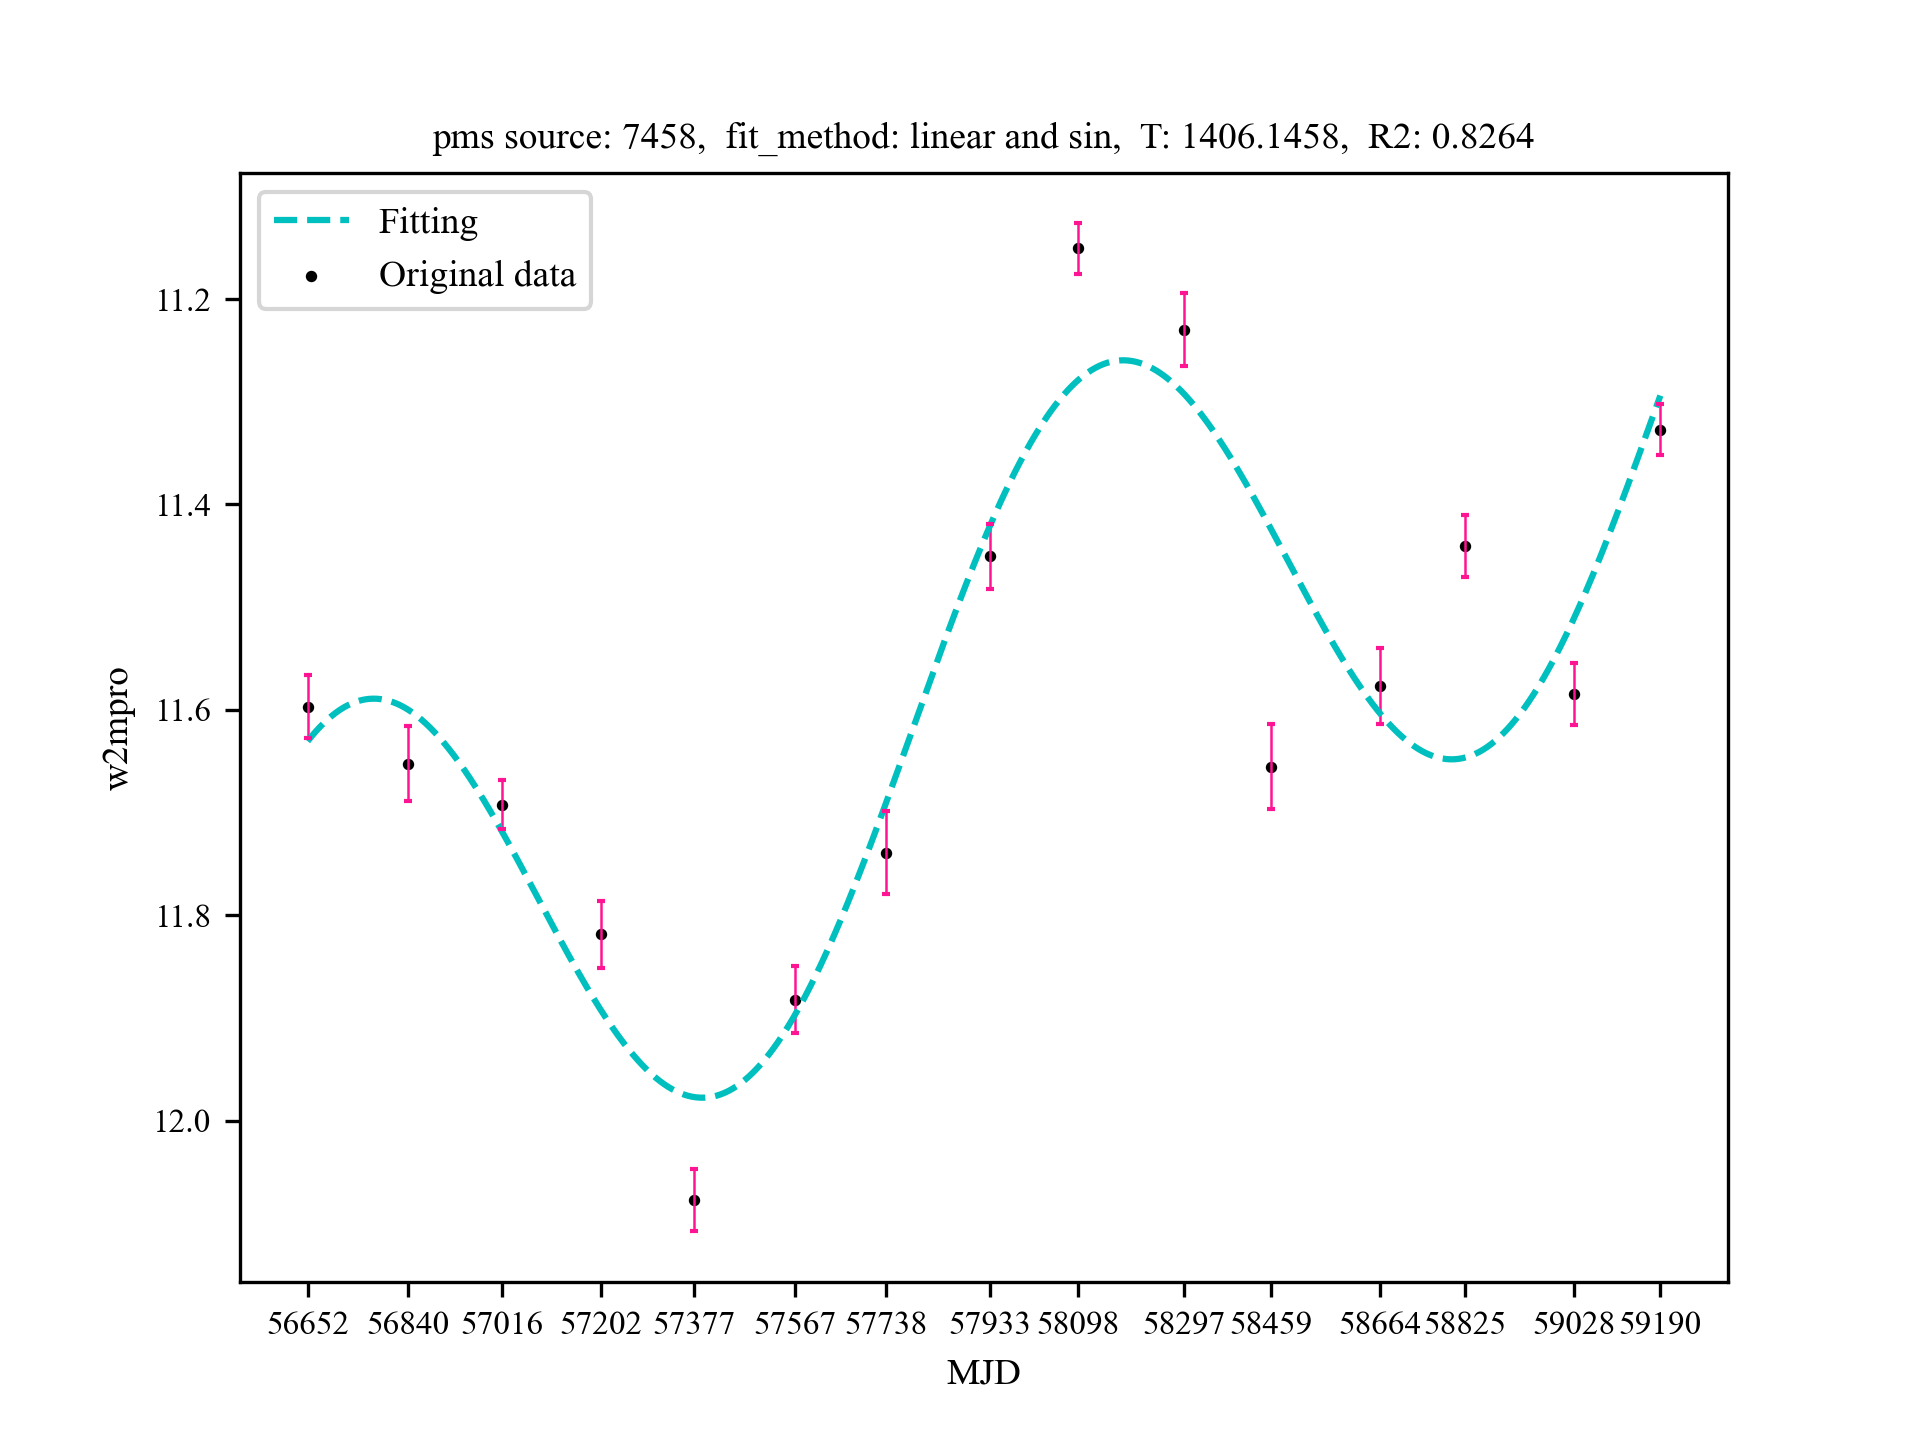 pms source: 7458,  fit_method: linear and sin,  T: 1406.1458,  R2: 0.8264
Fitting
Original data
11.2
11.4
11.6
11.8
12.0
w2mpro
56652 56840 57016 57202 57377 57567 57738 57933 58098 58297 58459 58664 58825 59028 59190
MJD